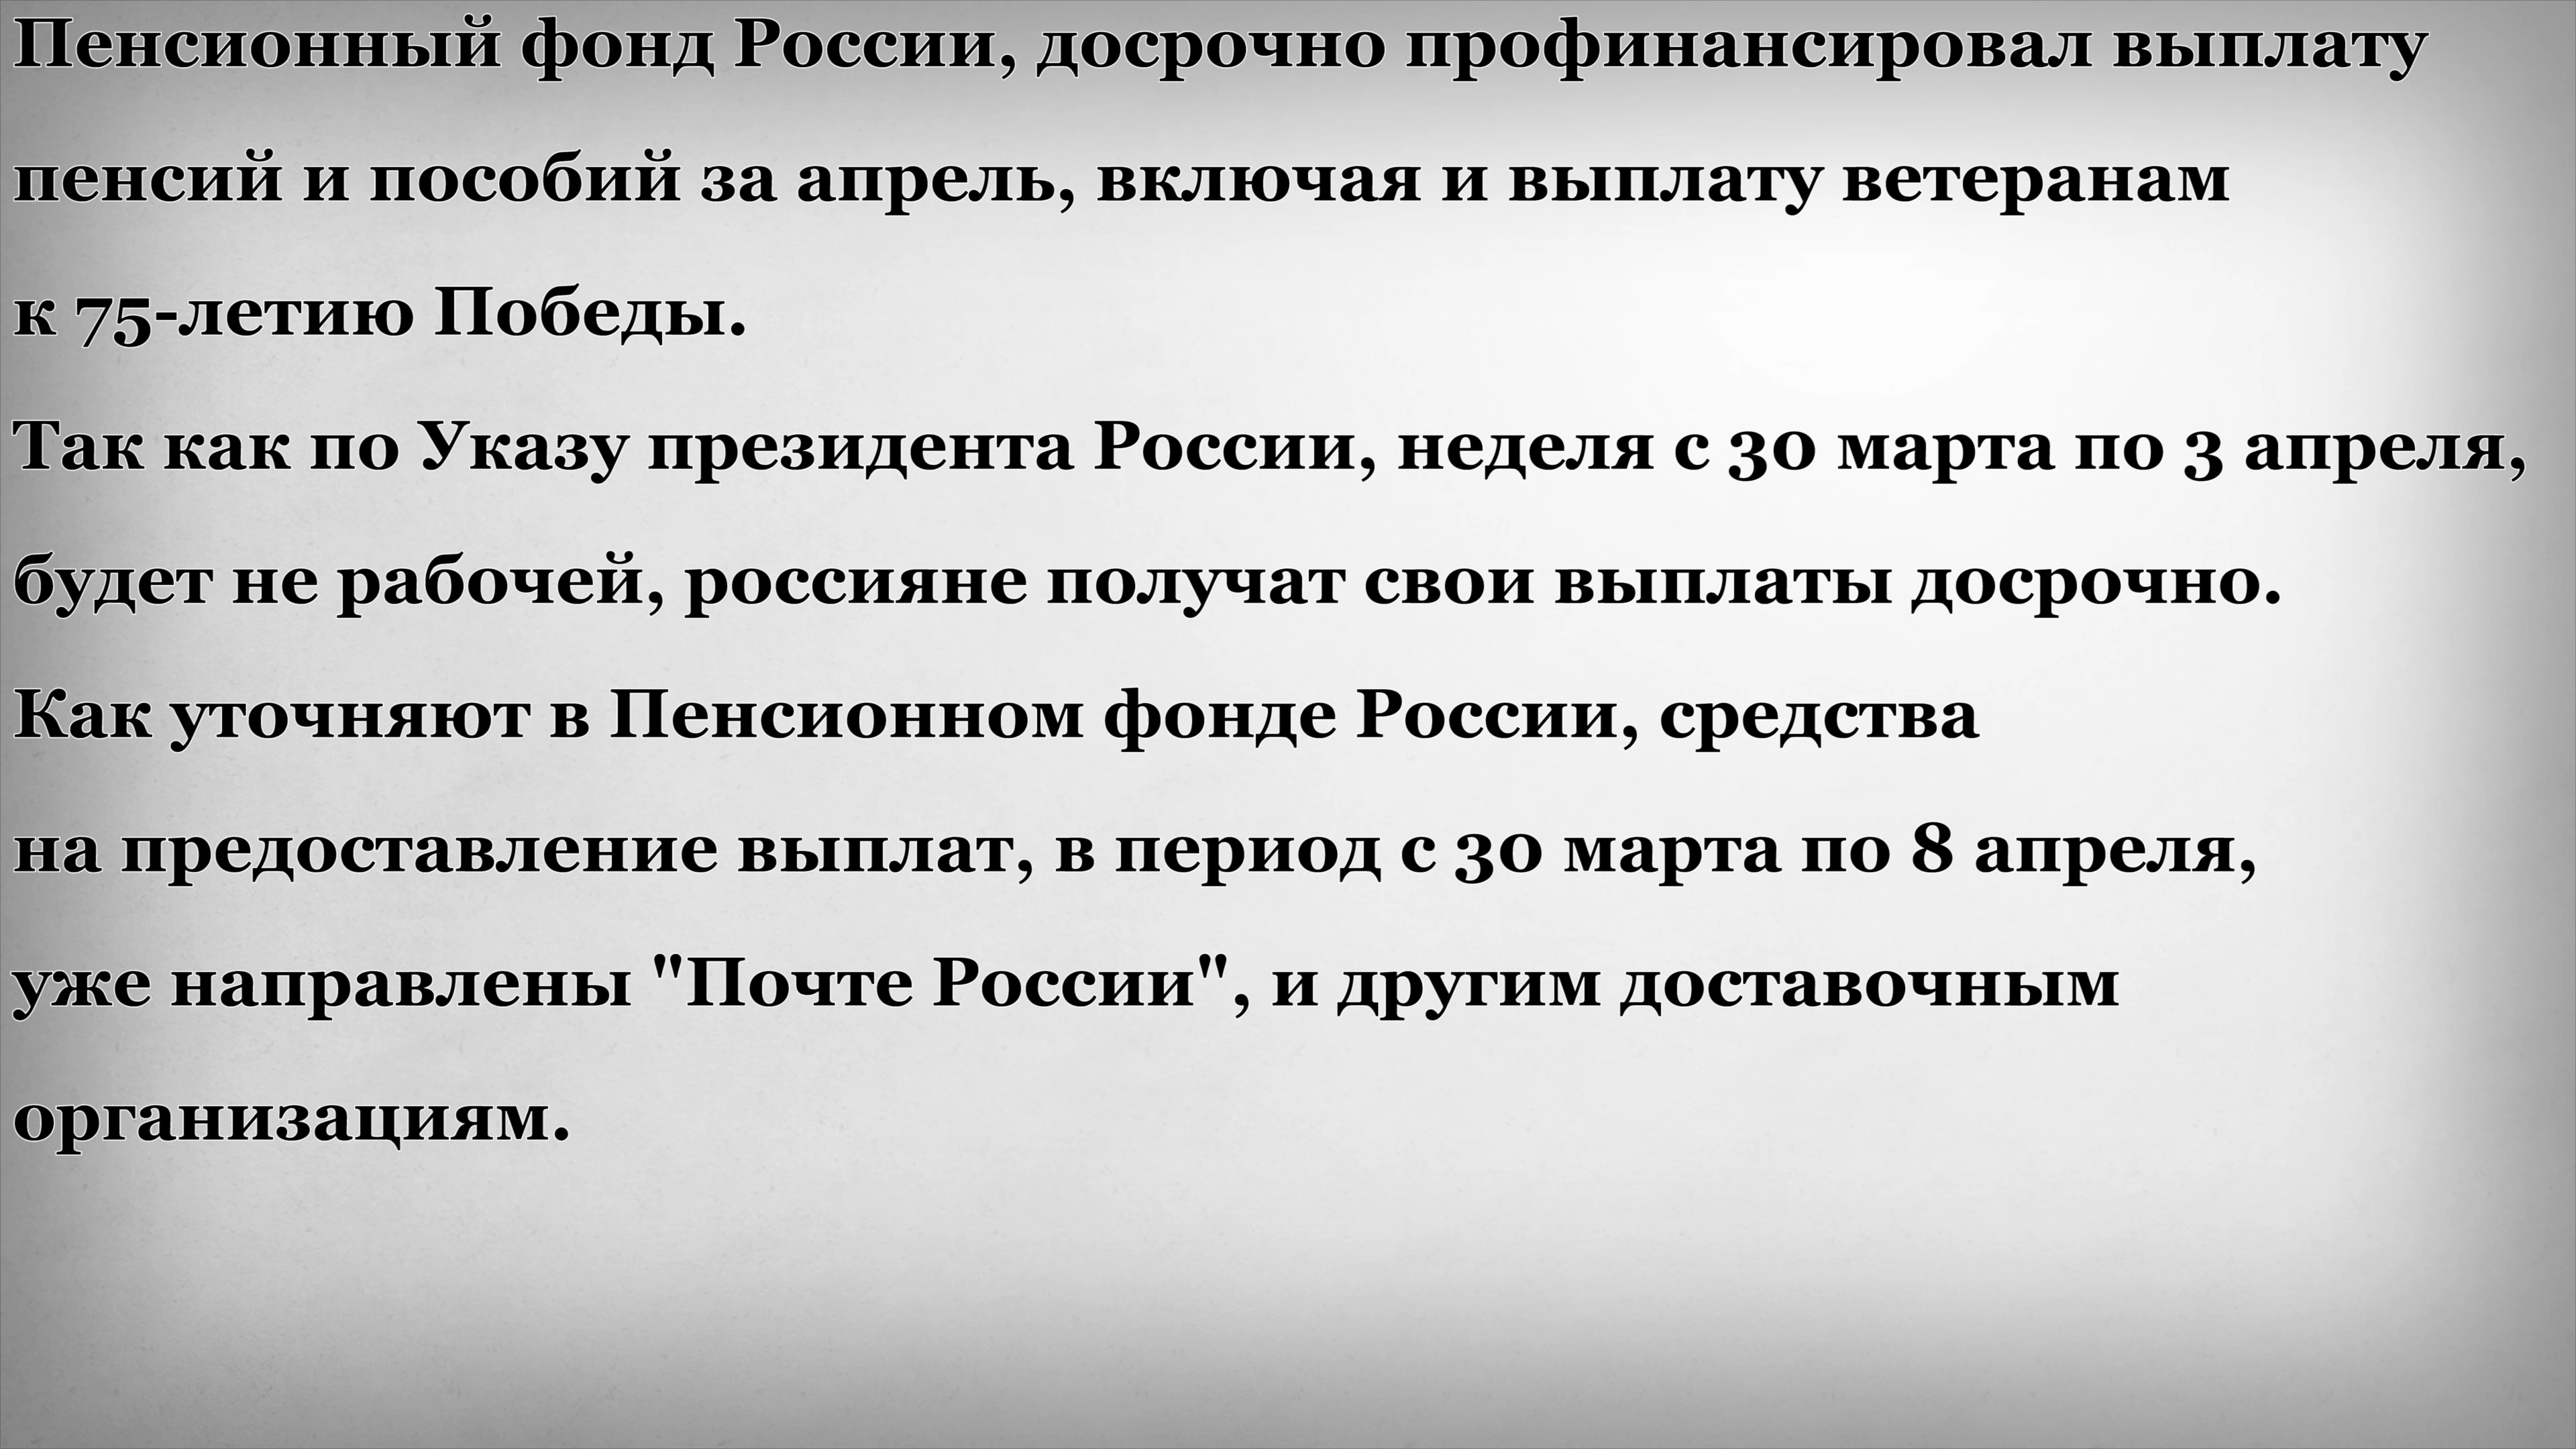 Пенсионный фонд России, досрочно профинансировал выплату
пенсий и пособий за апрель, включая и выплату ветеранам
к 75-летию Победы.
Так как по Указу президента России, неделя с 30 марта по 3 апреля,
будет не рабочей, россияне получат свои выплаты досрочно.
Как уточняют в Пенсионном фонде России, средства
на предоставление выплат, в период с 30 марта по 8 апреля,
уже направлены "Почте России", и другим доставочным
организациям.